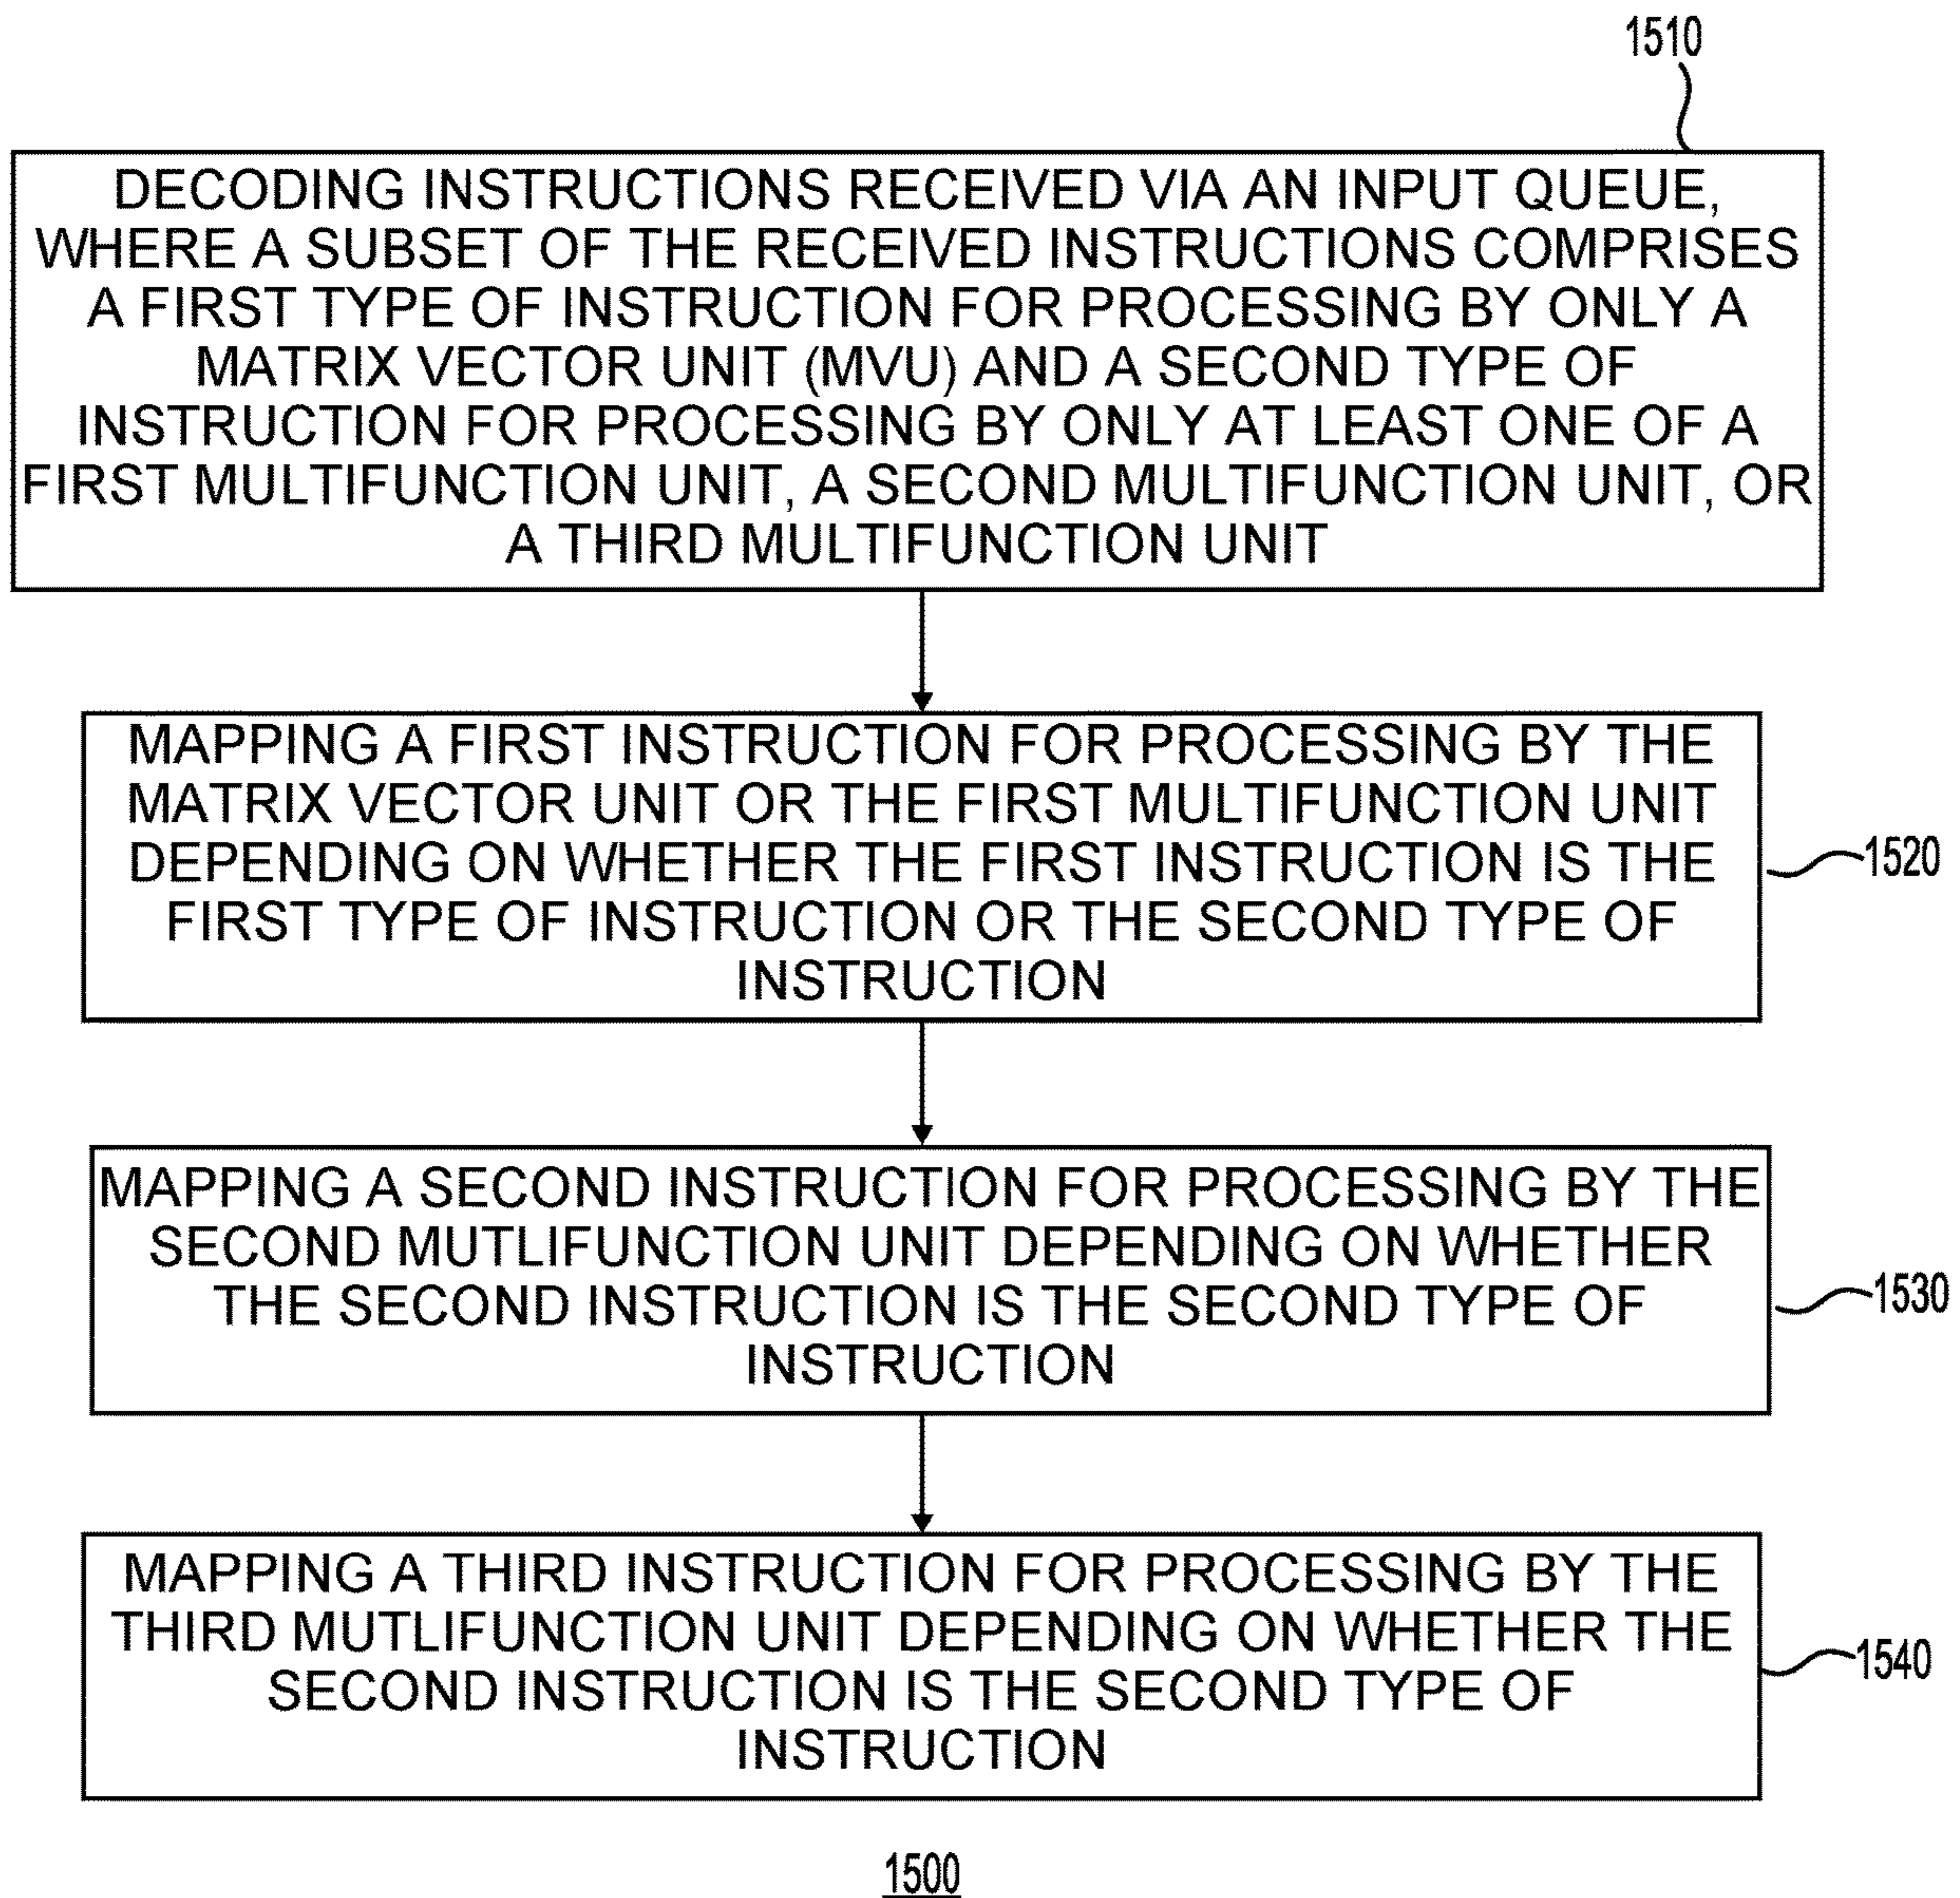 1510
DECODING INSTRUCTIONS RECEIVED VIA AN INPUT QUEUE,
WHERE A SUBSET OF THE RECEIVED INSTRUCTIONS COMPRISES
A FIRST TYPE OF INSTRUCTION FOR PROCESSING BY ONLY A
MATRIX VECTOR UNIT (MVU) AND A SECOND TYPE OF
INSTRUCTION FOR PROCESSING BY ONLY AT LEAST ONE OF A
FIRST MULTIFUNCTION UNIT, A SECOND MULTIFUNCTION UNIT, OR
A THIRD MULTIFUNCTION UNIT
MAPPING A FIRST INSTRUCTION FOR PROCESSING BY THE
MATRIX VECTOR UNIT OR THE FIRST MULTIFUNCTION UNIT
DEPENDING ON WHETHER THE FIRST INSTRUCTION IS THE
FIRST TYPE OF INSTRUCTION OR THE SECOND TYPE OF
INSTRUCTION
1520
MAPPING A SECOND INSTRUCTION FOR PROCESSING BY THE
SECOND MUTLIFUNCTION UNIT DEPENDING ON WHETHER
THE SECOND INSTRUCTION IS THE SECOND TYPE OF
INSTRUCTION
1530
MAPPING A THIRD INSTRUCTION FOR PROCESSING BY THE
THIRD MUTLIFUNCTION UNIT DEPENDING ON WHETHER THE
SECOND INSTRUCTION IS THE SECOND TYPE OF
INSTRUCTION
1540
1500